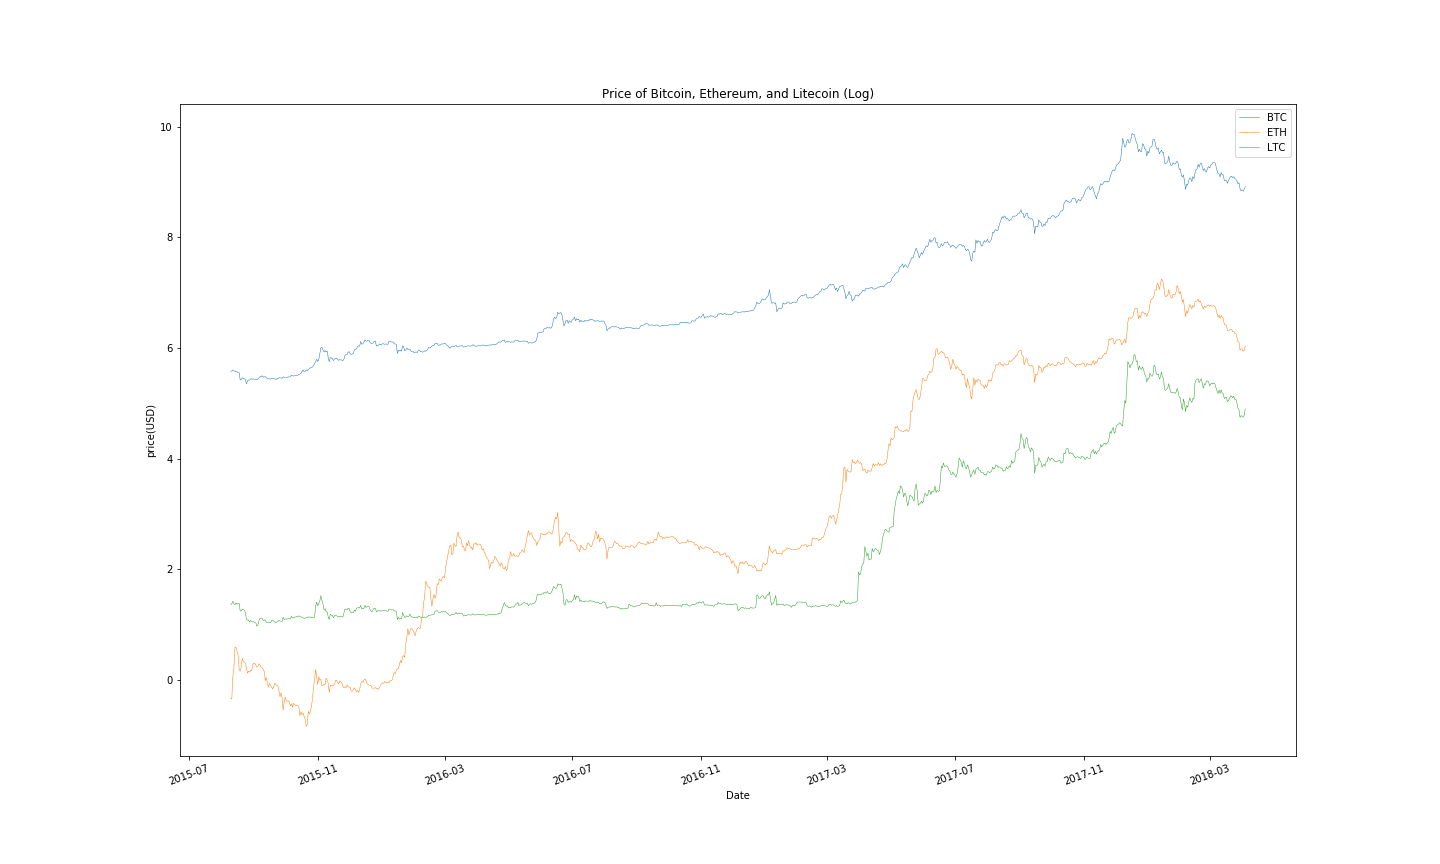 Price of Bitcoin, Ethereum, and Litecoin (Log)
BTC
ETH
LTC
10
8
6
4
2
0
price(USD)
2015-07 2015-11 2016-03 2016-07 2016-11 2017-03 2017-07 2017-11 2018-03
Date